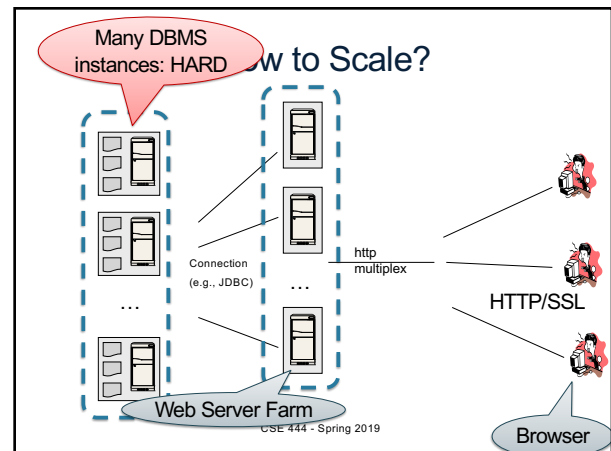 Many DBMS
instances: HARD
ow to Scale?
Connection
(e.g., JDBC)
http
multiplex
...
...
HTTP/SSL
Web Server Farm
CSE 444 - Spring 2019
Browser